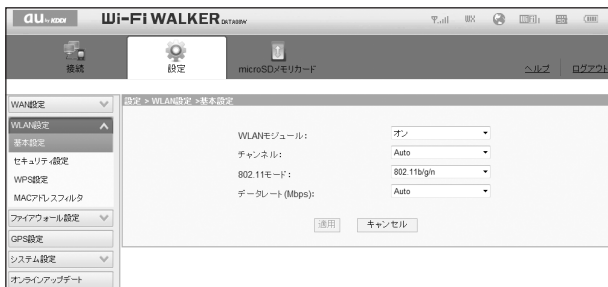 au by KDDI Wi-Fi WALKER DATA08W
接続 設定 microSDメモリカード ヘルプ ログアウト
WAN設定
WLAN設定
基本設定
セキュリティ設定
WPS設定
MACアドレスフィルタ
ファイアウォール設定
GPS設定
システム設定
オンラインアップデート
設定 > WLAN設定 >基本設定
WLANモジュール: オン
チャンネル: Auto
802.11モード: 802.11b/g/n
データレート(Mbps): Auto
適用 キャンセル